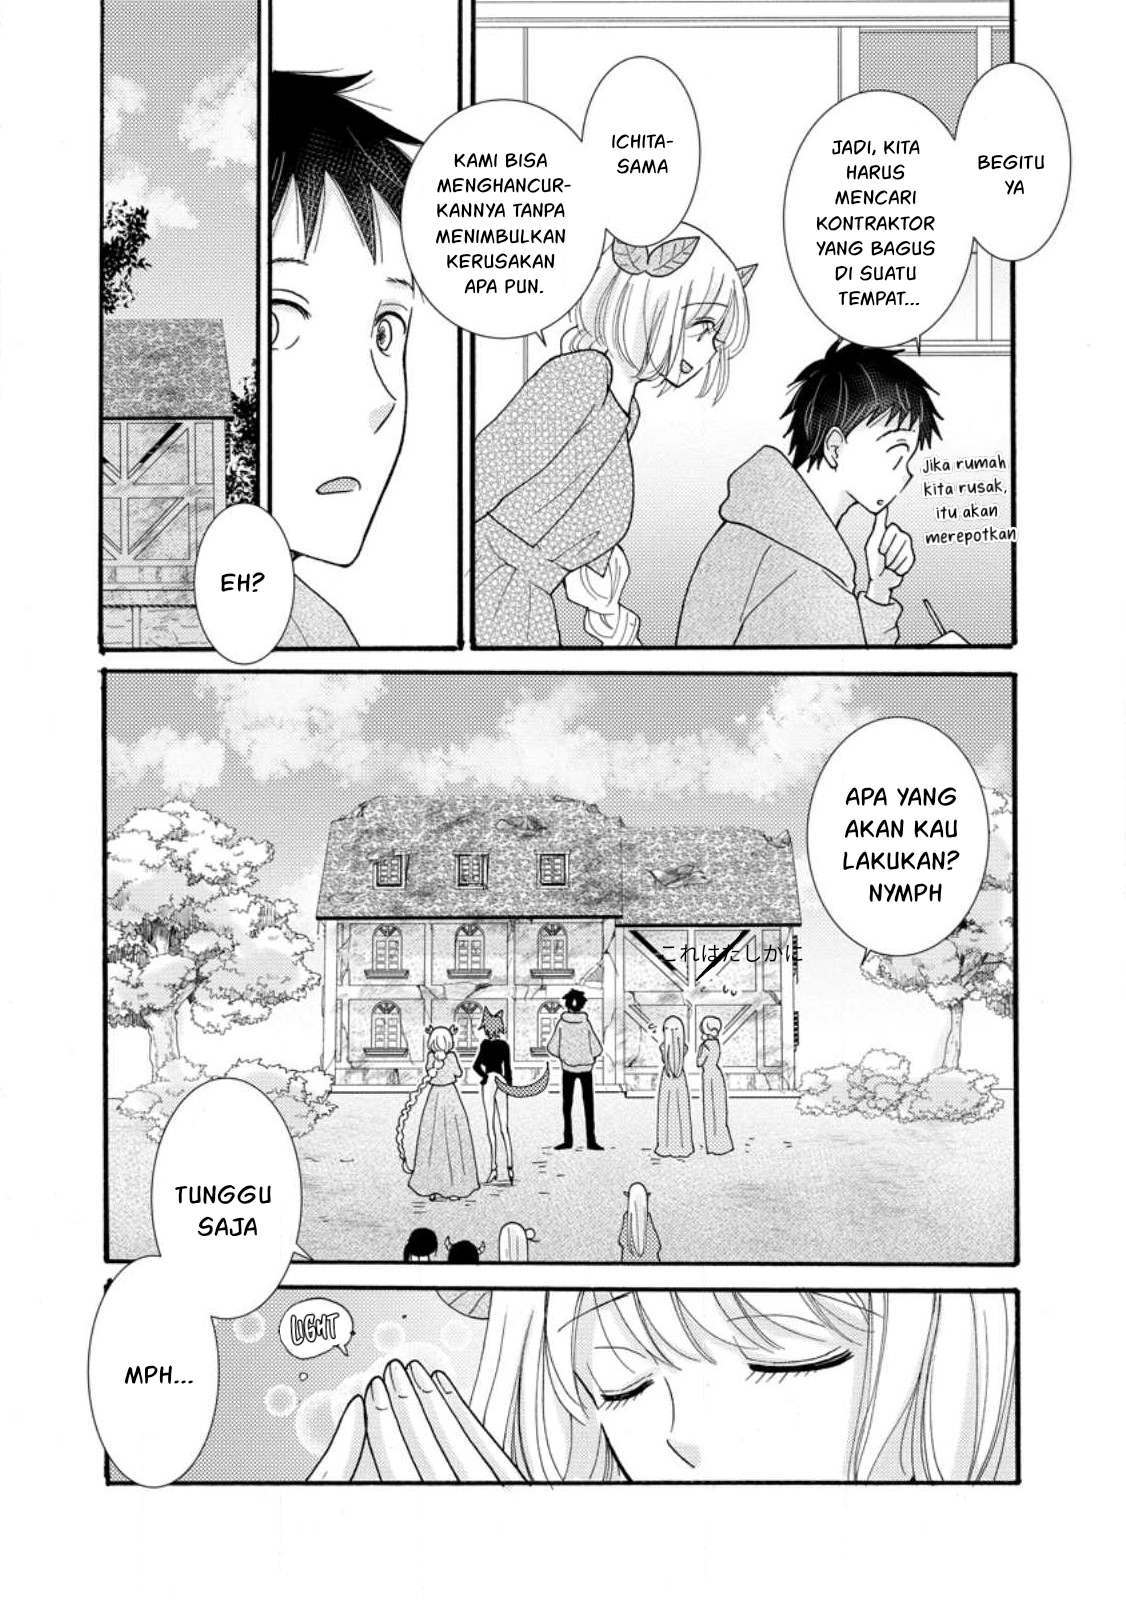 BEGITU
YA
JADI, KITA
HARUS
MENCARI
KONTRAKTOR
YANG BAGUS
DI SUATU
TEMPAT...
Jika rumah
kita rusak,
itu akan
merepotkan
ICHITA-
SAMA
KAMI BISA
MENGHANCUR-
KANNYA TANPA
MENIMBULKAN
KERUSAKAN
APA PUN.
EH?
APA YANG
AKAN KAU
LAKUKAN?
NYMPH
これはたしかに
TUNGGU
SAJA
MPH...
LIGHT